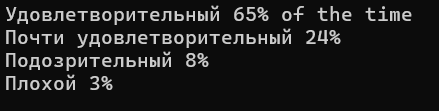 Удовлетворительный 65% of the time
Почти удовлетворительный 24%
Подозрительный 8%
Плохой 3%